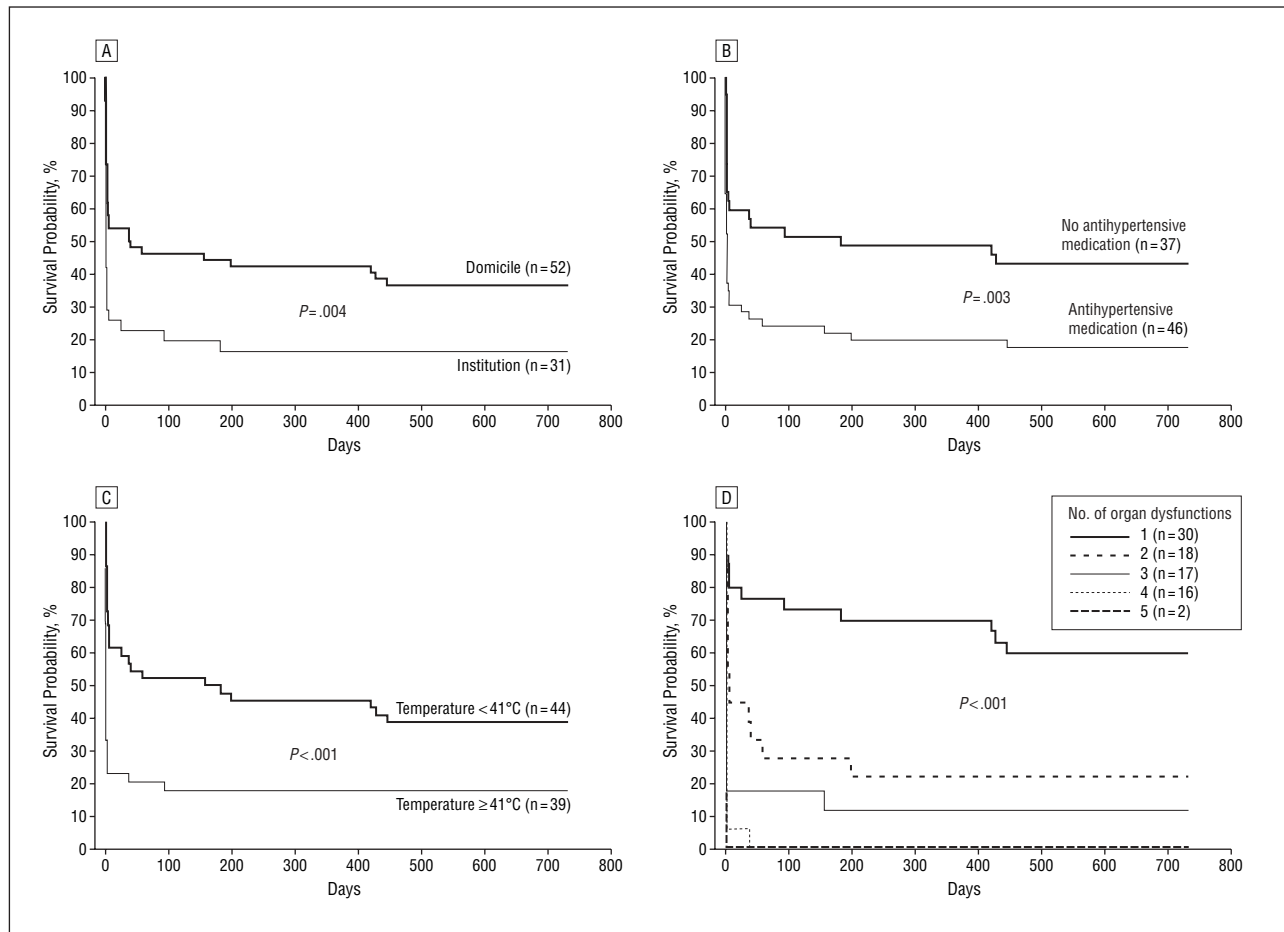 A
Survival Probability, %
100
90
80
70
60
50
40
30
20
10
0
Domicile (n = 52)
P = .004
Institution (n = 31)
0 100 200 300 400 500 600 700 800
Days
B
Survival Probability, %
100
90
80
70
60
50
40
30
20
10
0
No antihypertensive
medication (n = 37)
P = .003
Antihypertensive
medication (n = 46)
0 100 200 300 400 500 600 700 800
Days
C
Survival Probability, %
100
90
80
70
60
50
40
30
20
10
0
Temperature < 41°C (n = 44)
P < .001
Temperature ≥ 41°C (n = 39)
0 100 200 300 400 500 600 700 800
Days
D
Survival Probability, %
100
90
80
70
60
50
40
30
20
10
0
No. of organ dysfunctions
1 (n = 30)
2 (n = 18)
3 (n = 17)
4 (n = 16)
5 (n = 2)
P < .001
0 100 200 300 400 500 600 700 800
Days